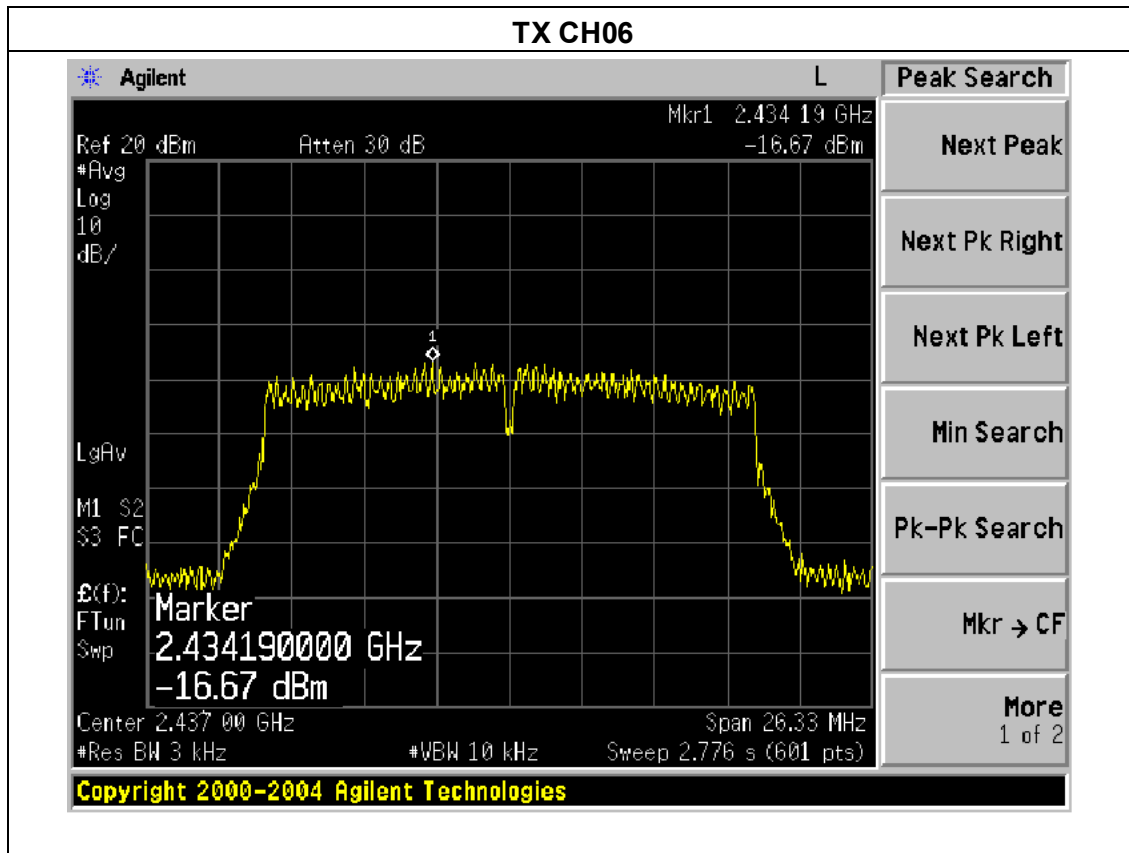 TX CH06
Agilent L Peak Search
Mkr1 2.434 19 GHz
Ref 20 dBm Atten 30 dB -16.67 dBm
Next Peak
#Avg
Log
10
dB/
Next Pk Right
1
Next Pk Left
Min Search
LgAv
M1 S2
S3 FC
Pk-Pk Search
£(f):
FTun
Swp
Marker
2.434190000 GHz
-16.67 dBm
Mkr → CF
Center 2.437 00 GHz Span 26.33 MHz
#Res BW 3 kHz #VBW 10 kHz Sweep 2.776 s (601 pts)
More
1 of 2
Copyright 2000-2004 Agilent Technologies